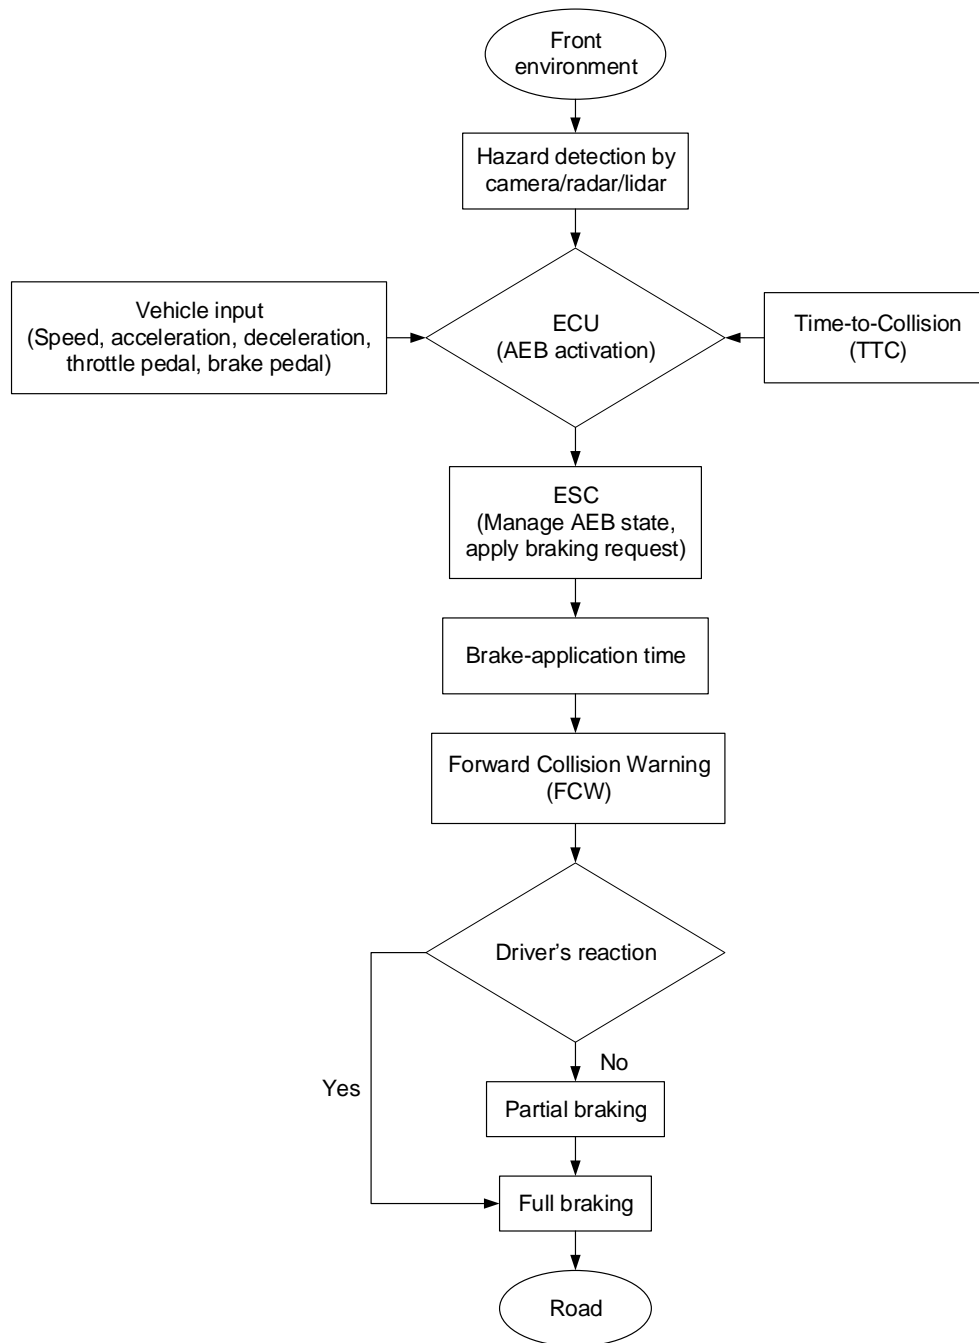 Front
environment
Hazard detection by
camera/radar/lidar
Vehicle input
(Speed, acceleration, deceleration,
throttle pedal, brake pedal)
ECU
(AEB activation)
Time-to-Collision
(TTC)
ESC
(Manage AEB state,
apply braking request)
Brake-application time
Forward Collision Warning
(FCW)
Driver’s reaction
No
Yes
Partial braking
Full braking
Road